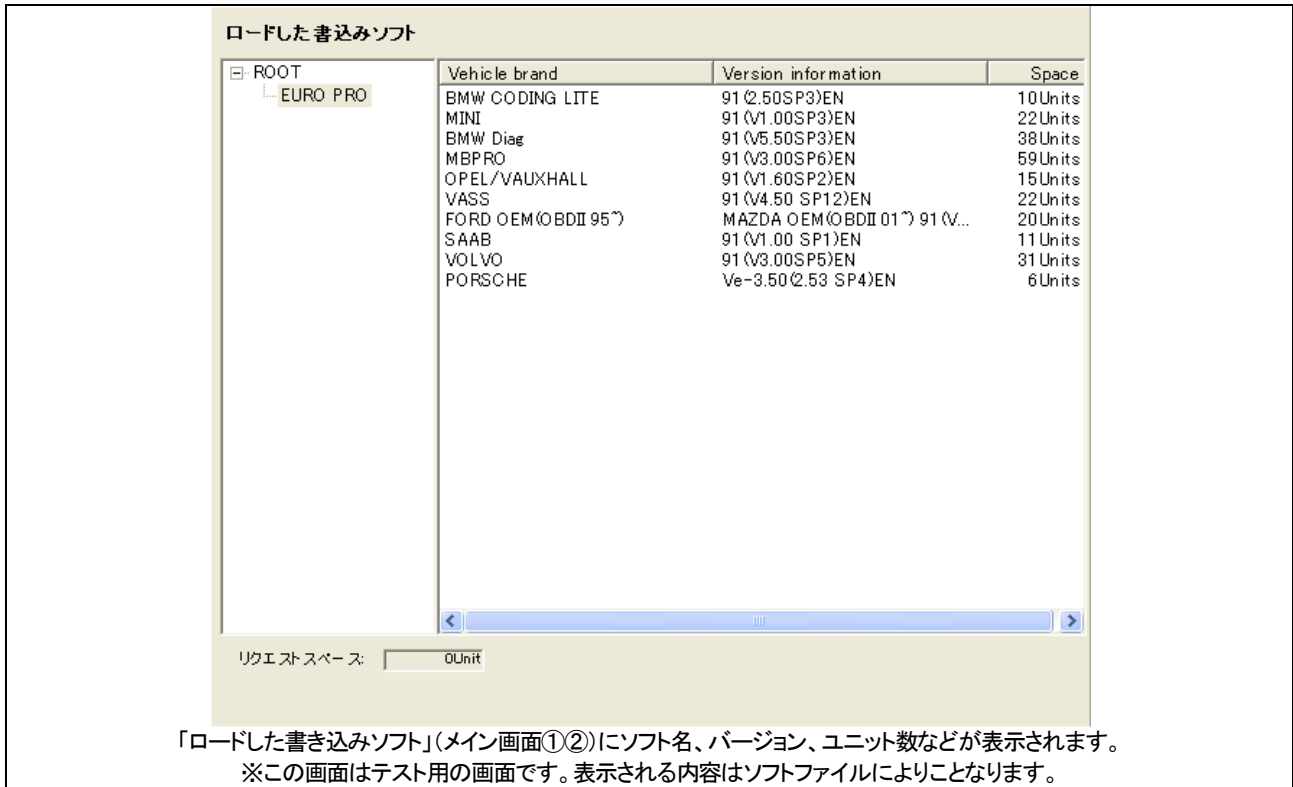 ロードした書込みソフト
ROOT
EURO PRO
Vehicle brand Version information Space
BMW CODING LITE 91(2.50SP3)EN 10Units
MINI 91(V1.00SP3)EN 22Units
BMW Diag 91(V5.50SP3)EN 38Units
MBPRO 91(V3.00SP6)EN 59Units
OPEL/VAUXHALL 91(V1.60SP2)EN 15Units
VASS 91(V4.50 SP12)EN 22Units
FORD OEM(OBDⅡ95~) MAZDA OEM(OBDⅡ01~) 91(V... 20Units
SAAB 91(V1.00 SP1)EN 11Units
VOLVO 91(V3.00SP5)EN 31Units
PORSCHE Ve-3.50(2.53 SP4)EN 6Units
リクエストスペース: 0Unit
「ロードした書き込みソフト」(メイン画面①②)にソフト名、バージョン、ユニット数などが表示されます。
※この画面はテスト用の画面です。表示される内容はソフトファイルによりことなります。